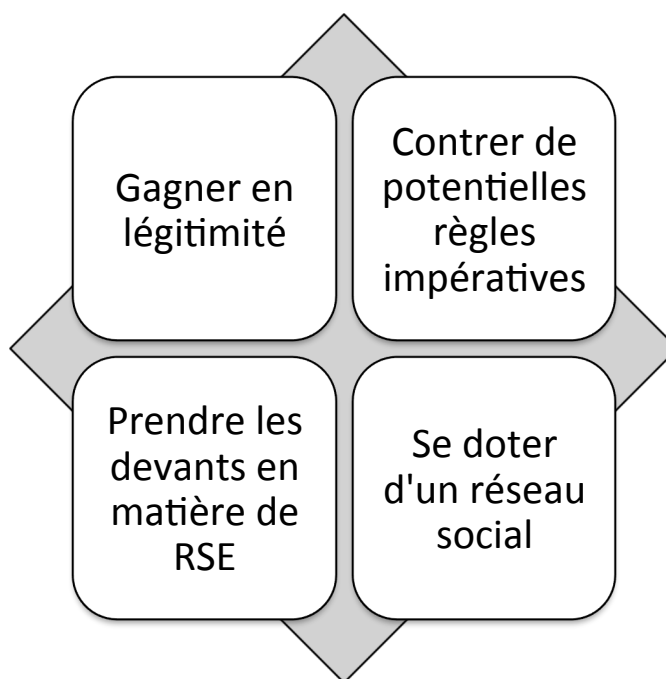 Gagner en
légitimité
Contrer de
potentielles
règles
impératives
Prendre les
devants en
matière de
RSE
Se doter
d'un réseau
social